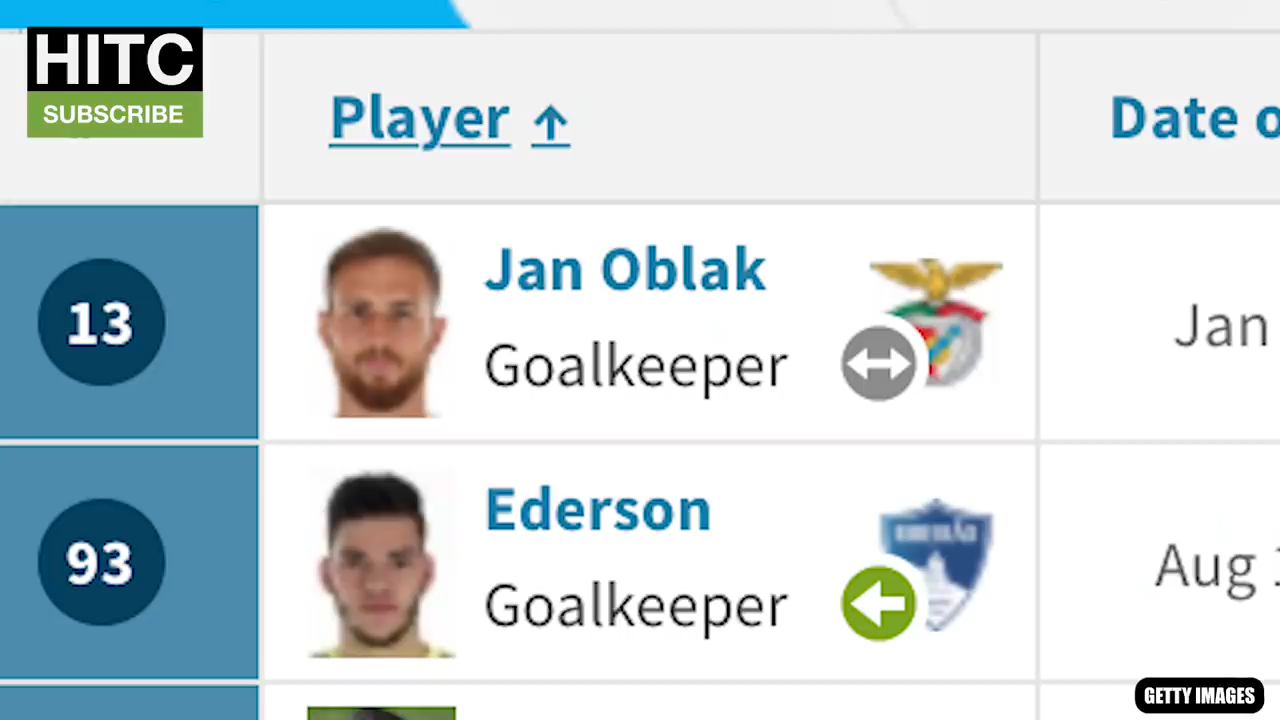 HITC
SUBSCRIBE
Player ↑
Date o
13
Jan Oblak
Goalkeeper
Jan
93
Ederson
Goalkeeper
Aug
GETTY IMAGES